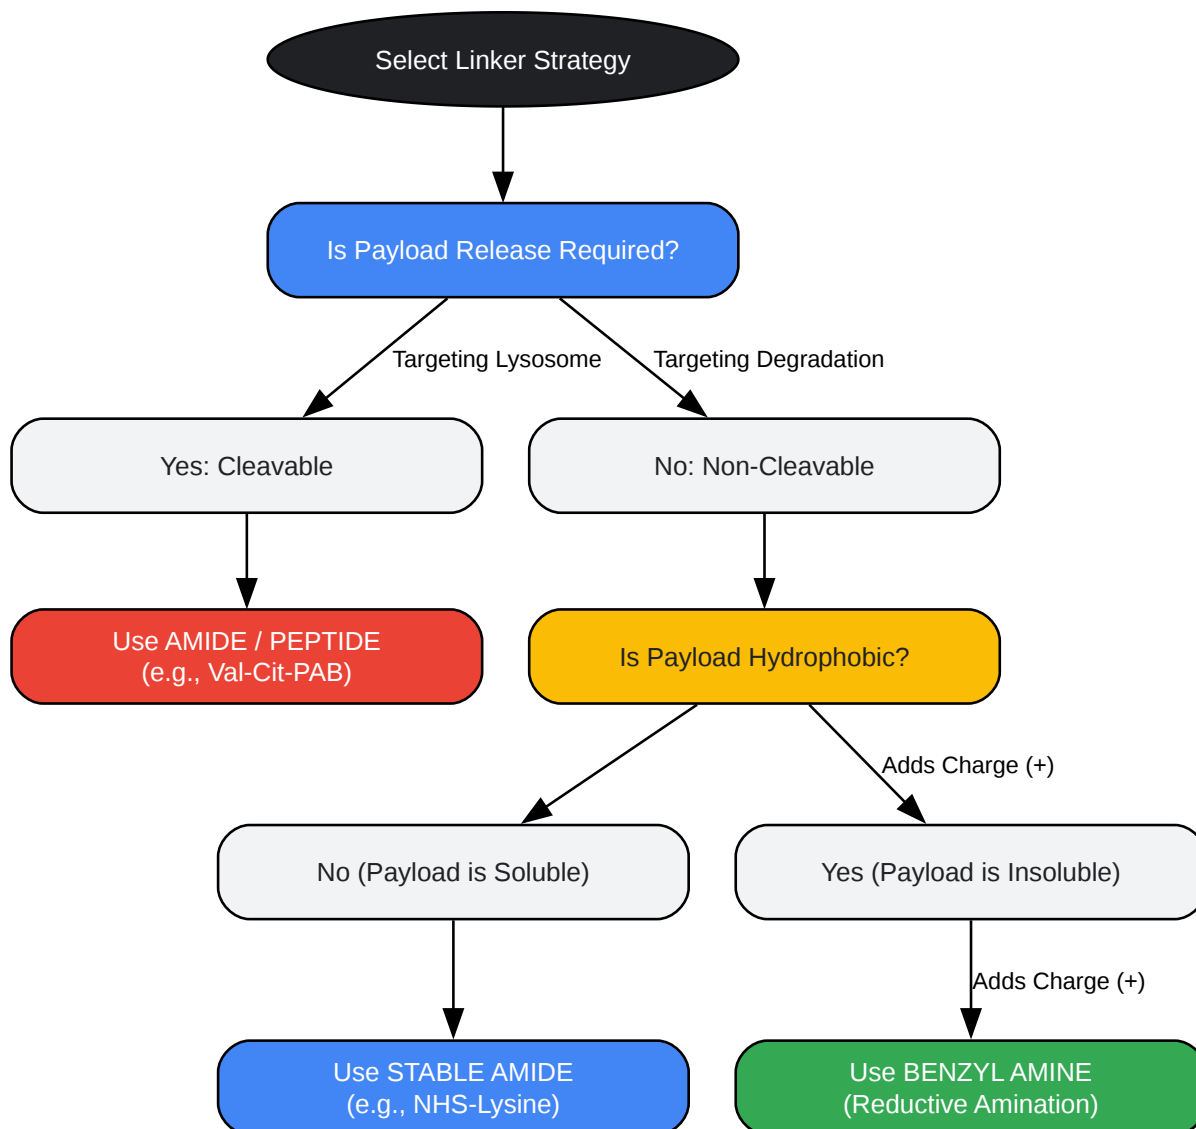 Select Linker Strategy
Is Payload Release Required?
Targeting Lysosome
Targeting Degradation
Yes: Cleavable
No: Non-Cleavable
Use AMIDE / PEPTIDE
(e.g., Val-Cit-PAB)
Is Payload Hydrophobic?
Adds Charge (+)
No (Payload is Soluble)
Yes (Payload is Insoluble)
Adds Charge (+)
Use STABLE AMIDE
(e.g., NHS-Lysine)
Use BENZYL AMINE
(Reductive Amination)